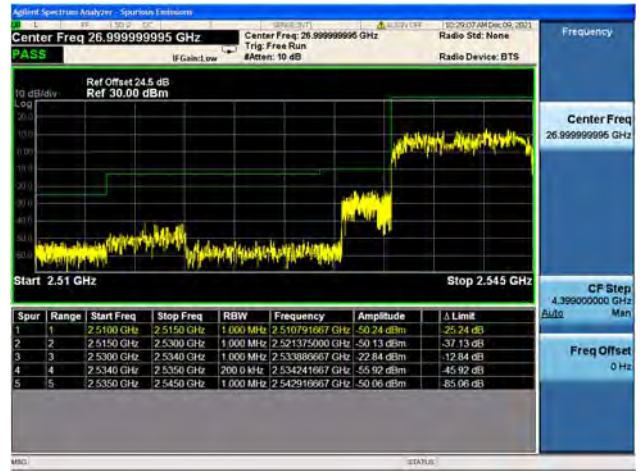 Agilent Spectrum Analyzer - Spurious Emissions
10:29:07 AM Dec 09, 2021
Center Freq 26.999999995 GHz
Center Freq: 26.999999995 GHz
Radio Std: None
Frequency
PASS
IFGain:Low
Trig: Free Run
#Atten: 10 dB
Radio Device: BTS
Ref Offset 24.5 dB
10 dB/div
Ref 30.00 dBm
Log
Center Freq
26.999999995 GHz
Start 2.51 GHz
Stop 2.545 GHz
CF Step
4.399000000 GHz
Auto Man
Spur Range Start Freq Stop Freq RBW Frequency Amplitude Δ Limit
1 1 2.5100 GHz 2.5150 GHz 1.000 MHz 2.510791667 GHz -50.24 dBm -25.24 dB
2 2 2.5150 GHz 2.5300 GHz 1.000 MHz 2.521375000 GHz -50.13 dBm -37.13 dB
3 3 2.5300 GHz 2.5340 GHz 1.000 MHz 2.533886667 GHz -22.84 dBm -12.84 dB
4 4 2.5340 GHz 2.5350 GHz 200.0 kHz 2.534241667 GHz -55.92 dBm -45.92 dB
5 5 2.5350 GHz 2.5450 GHz 1.000 MHz 2.542916667 GHz -50.06 dBm -85.06 dB
Freq Offset
0 Hz
MSG
STATUS